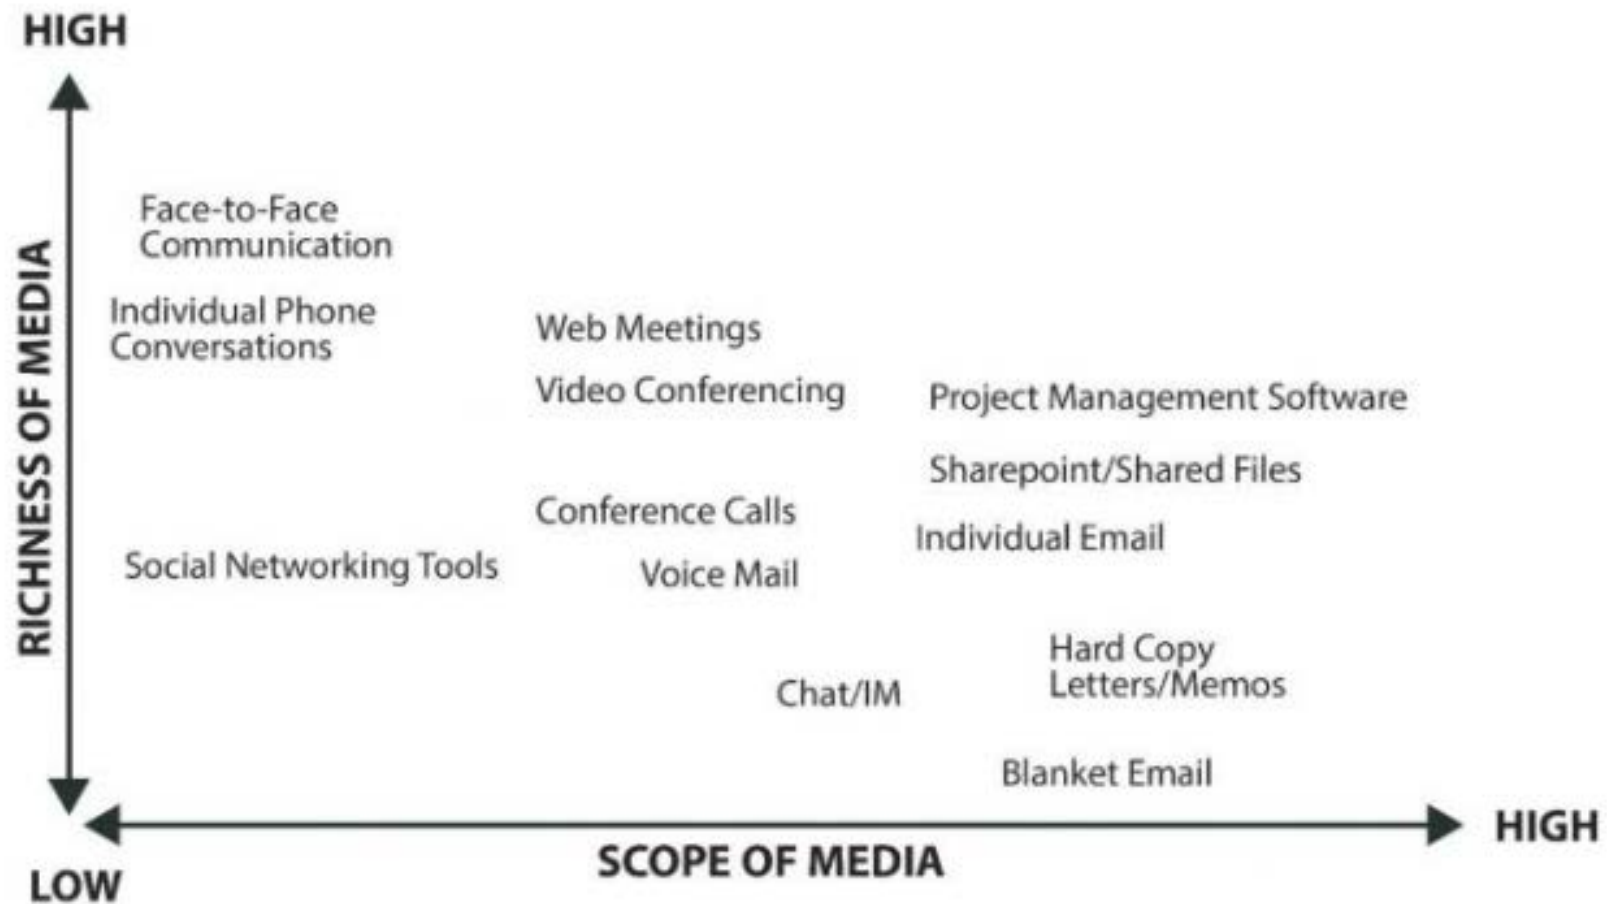 HIGH
RICHNESS OF MEDIA
Face-to-Face
Communication
Individual Phone
Conversations
Web Meetings
Video Conferencing
Project Management Software
Sharepoint/Shared Files
Conference Calls
Individual Email
Social Networking Tools
Voice Mail
Hard Copy
Letters/Memos
Chat/IM
Blanket Email
HIGH
SCOPE OF MEDIA
LOW